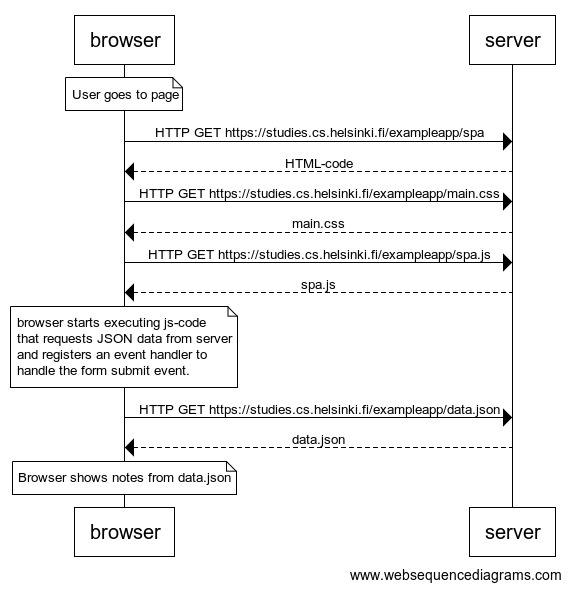 browser
server
User goes to page
HTTP GET https://studies.cs.helsinki.fi/exampleapp/spa
HTML-code
HTTP GET https://studies.cs.helsinki.fi/exampleapp/main.css
main.css
HTTP GET https://studies.cs.helsinki.fi/exampleapp/spa.js
spa.js
browser starts executing js-code
that requests JSON data from server
and registers an event handler to
handle the form submit event.
HTTP GET https://studies.cs.helsinki.fi/exampleapp/data.json
data.json
Browser shows notes from data.json
browser
server
www.websequencediagrams.com